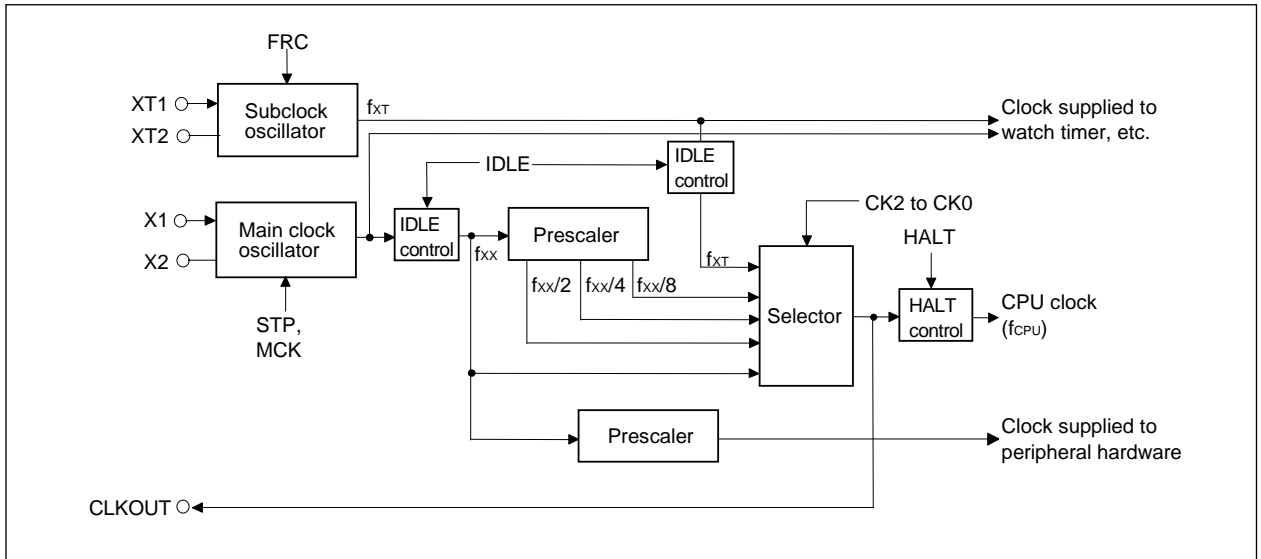 FRC
XT1
XT2
Subclock
oscillator
fXT
Clock supplied to
watch timer, etc.
IDLE
IDLE
control
X1
X2
Main clock
oscillator
IDLE
control
fXX
Prescaler
CK2 to CK0
HALT
fXT
fXX/2
fXX/4
fXX/8
Selector
HALT
control
CPU clock
(fCPU)
STP,
MCK
Prescaler
Clock supplied to
peripheral hardware
CLKOUT